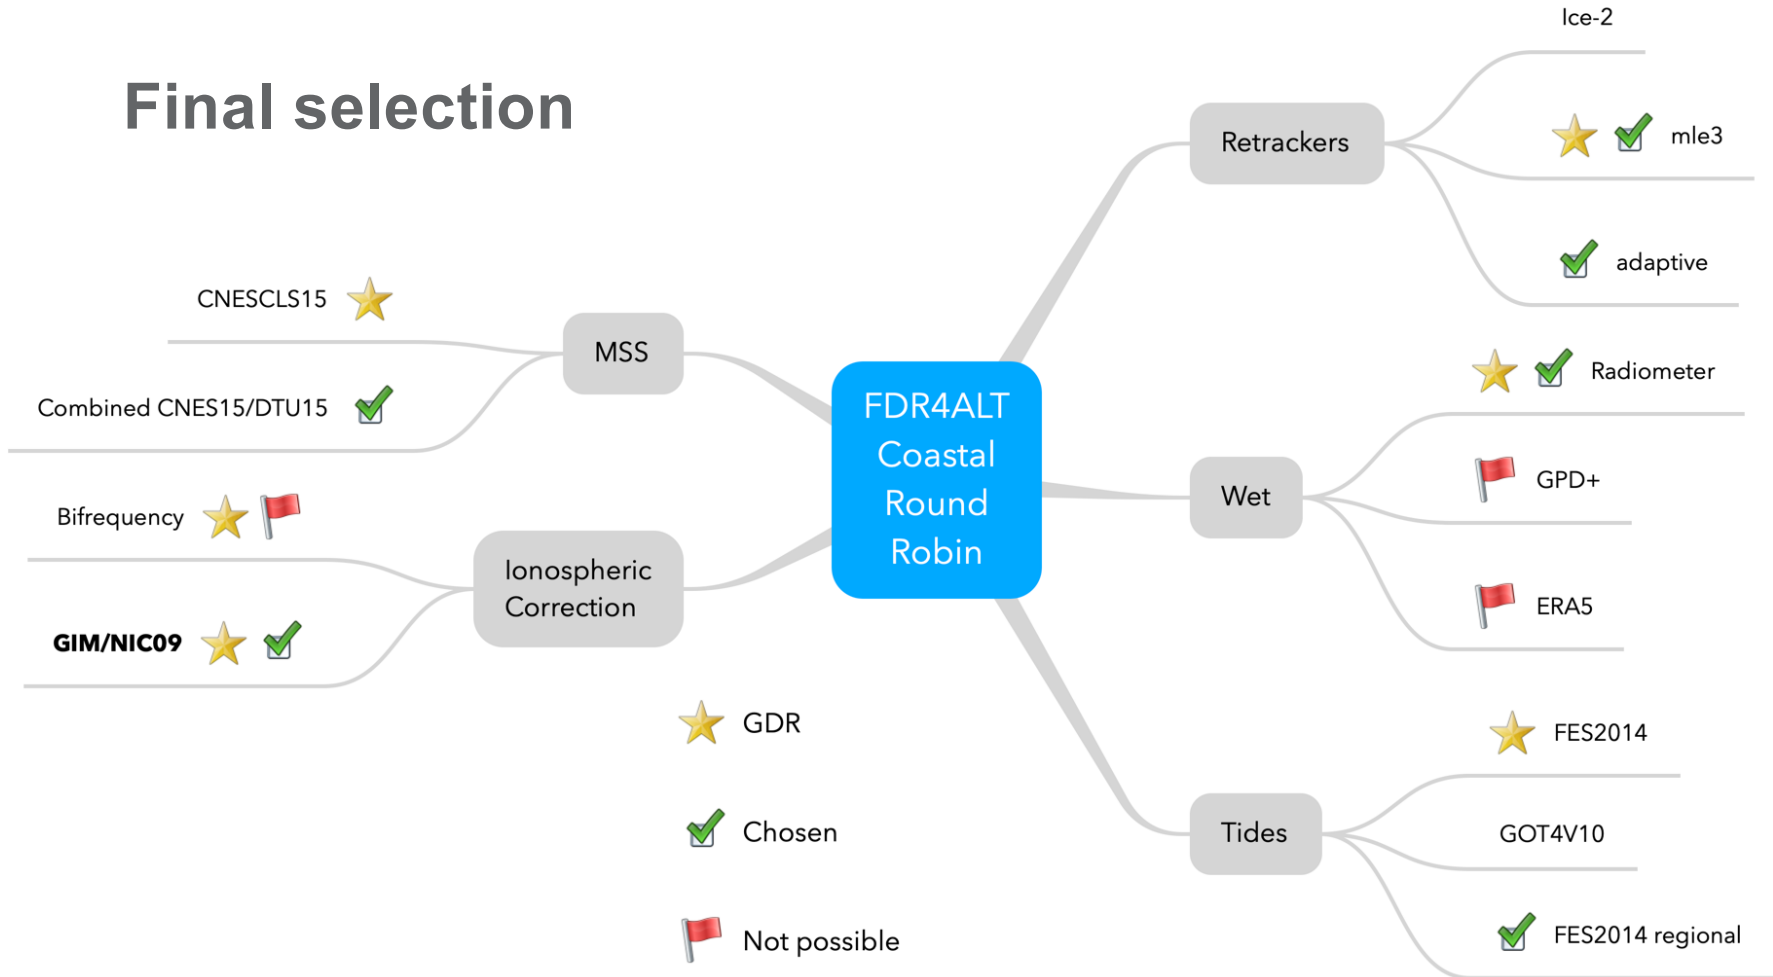 Final selection
CNESCLS15
Combined CNES15/DTU15
MSS
Bifrequency
GIM/NIC09
Ionospheric
Correction
FDR4ALT
Coastal
Round
Robin
Retrackers
Ice-2
mle3
adaptive
Wet
Radiometer
GPD+
ERA5
Tides
FES2014
GOT4V10
FES2014 regional
GDR
Chosen
Not possible